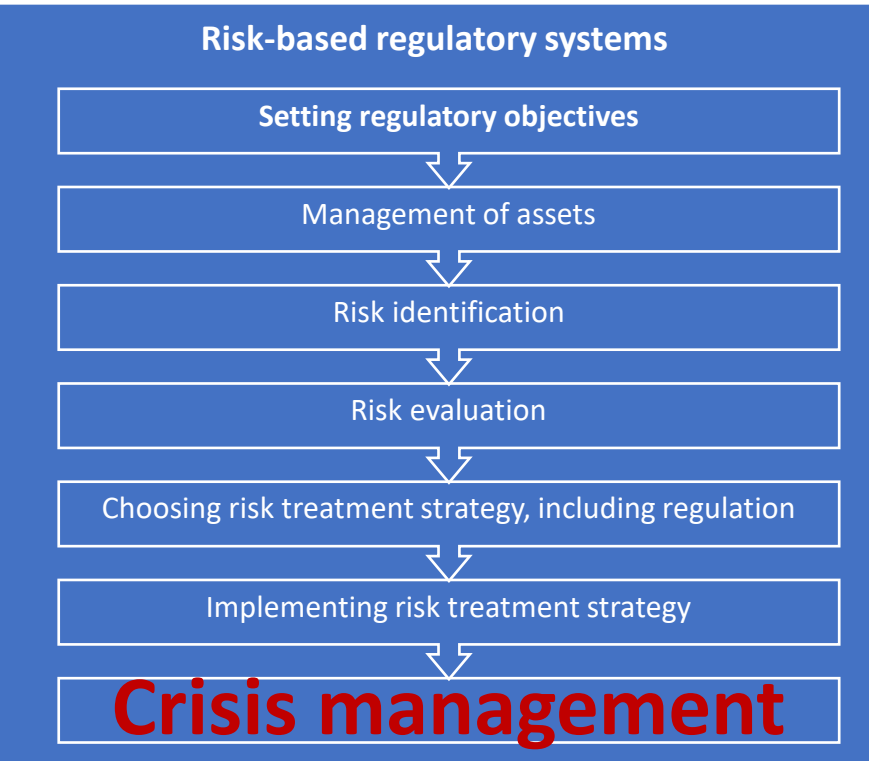 Risk-based regulatory systems
Setting regulatory objectives
Management of assets
Risk identification
Risk evaluation
Choosing risk treatment strategy, including regulation
Implementing risk treatment strategy
Crisis management